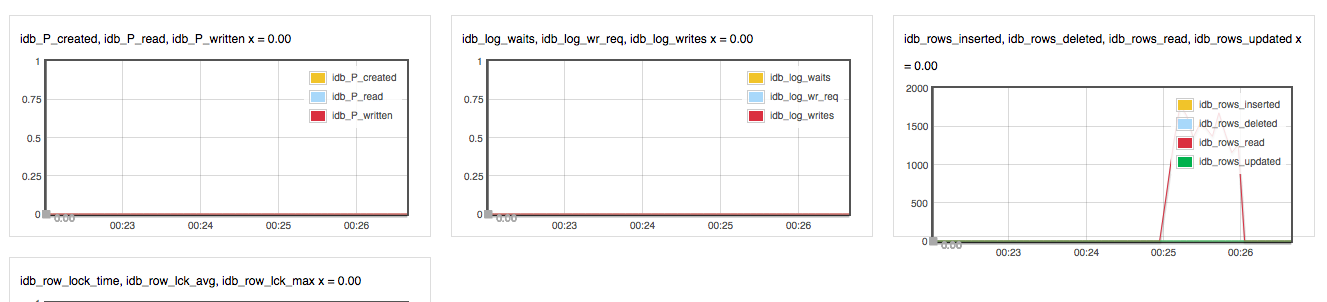 idb_P_created, idb_P_read, idb_P_written x = 0.00
1
0.75
0.5
0.25
0
0.00
00:23
00:24
00:25
00:26
idb_P_created
idb_P_read
idb_P_written
idb_log_waits, idb_log_wr_req, idb_log_writes x = 0.00
1
0.75
0.5
0.25
0
0.00
00:23
00:24
00:25
00:26
idb_log_waits
idb_log_wr_req
idb_log_writes
idb_rows_inserted, idb_rows_deleted, idb_rows_read, idb_rows_updated x
= 0.00
2000
1500
1000
500
0
0.00
00:23
00:24
00:25
00:26
idb_rows_inserted
idb_rows_deleted
idb_rows_read
idb_rows_updated
idb_row_lock_time, idb_row_lck_avg, idb_row_lck_max x = 0.00
1